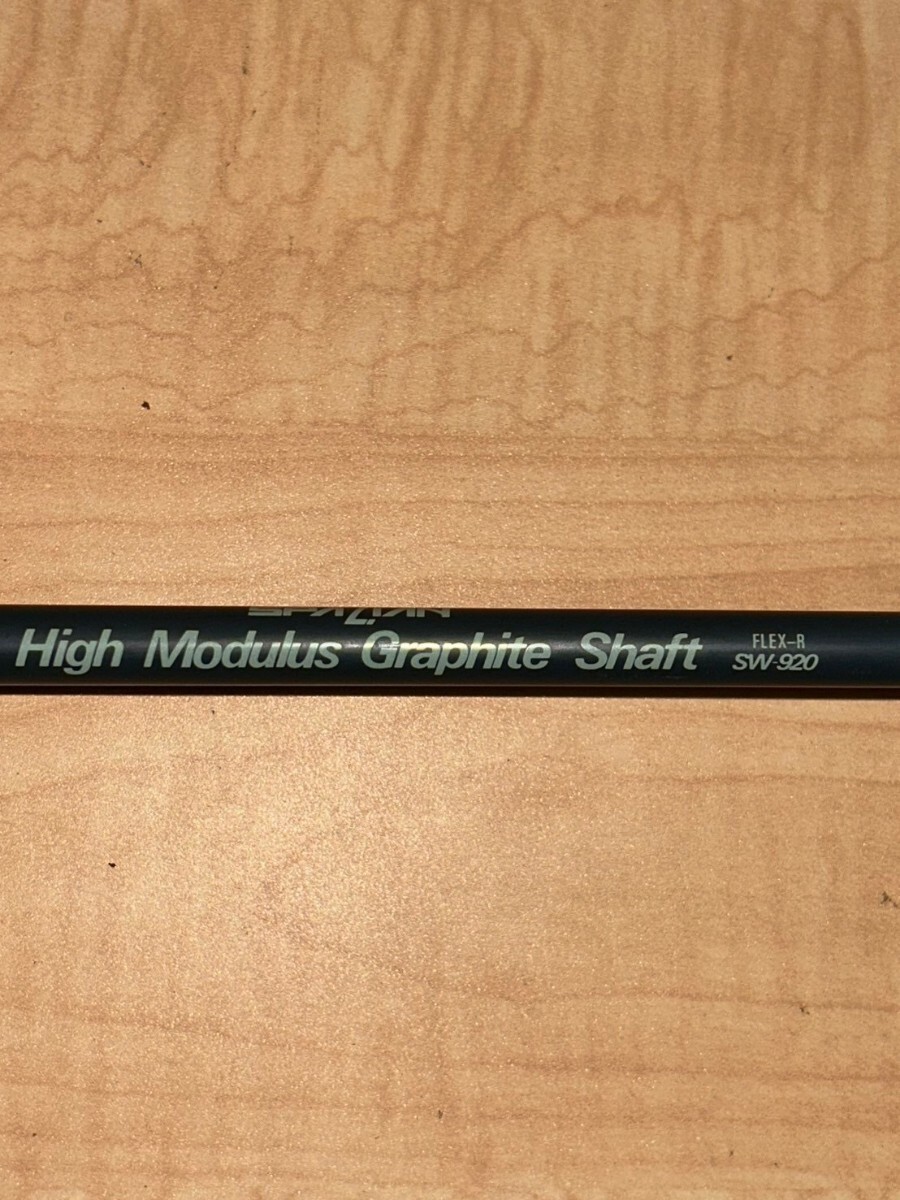 High Modulus Graphite Shaft
FLEX-R
SW-920